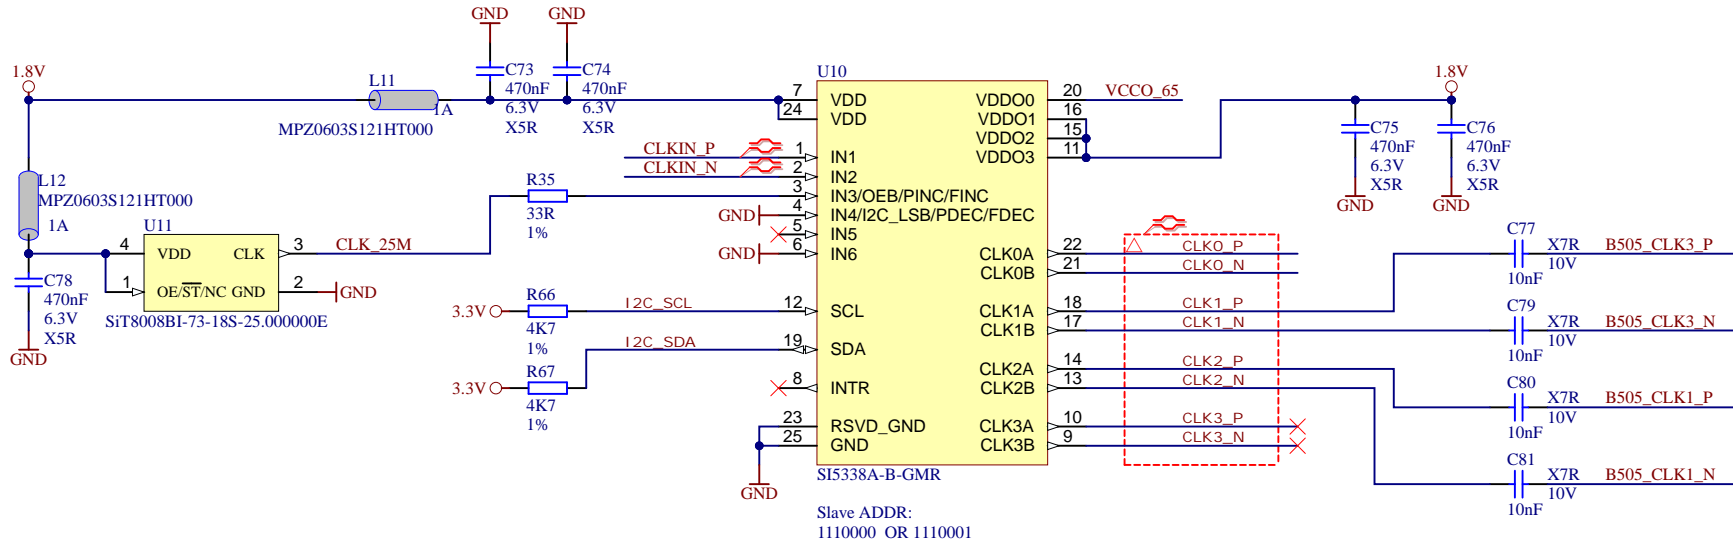 GND
GND
1.8V
L11
1A
MPZ0603S121HT000
C73
470nF
6.3V
X5R
C74
470nF
6.3V
X5R
L12
MPZ0603S121HT000
1A
U11
4
VDD
CLK
3
CLK_25M
1
OE/ST/NC
GND
2
GND
SiT8008BI-73-18S-25.000000E
C78
470nF
6.3V
X5R
GND
CLKIN_P
CLKIN_N
R35
33R
1%
GND
GND
3.3V
R66
4K7
1%
I2C_SCL
3.3V
R67
4K7
1%
I2C_SDA
GND
U10
7
VDD
24
VDD
1
IN1
2
IN2
3
IN3/OEB/PINC/FINC
4
IN4/I2C_LSB/PDEC/FDEC
5
IN5
6
IN6
12
SCL
19
SDA
8
INTR
23
RSVD_GND
25
GND
VDDO0
20
VCCO_65
VDDO1
16
VDDO2
15
VDDO3
11
CLK0A
22
CLK0_P
CLK0B
21
CLK0_N
CLK1A
18
CLK1_P
CLK1B
17
CLK1_N
CLK2A
14
CLK2_P
CLK2B
13
CLK2_N
CLK3A
10
CLK3_P
CLK3B
9
CLK3_N
SI5338A-B-GMR
Slave ADDR:
1110000 OR 1110001
1.8V
C75
470nF
6.3V
X5R
GND
C76
470nF
6.3V
X5R
GND
C77
10nF
X7R
10V
B505_CLK3_P
C79
10nF
X7R
10V
B505_CLK3_N
C80
10nF
X7R
10V
B505_CLK1_P
C81
10nF
X7R
10V
B505_CLK1_N